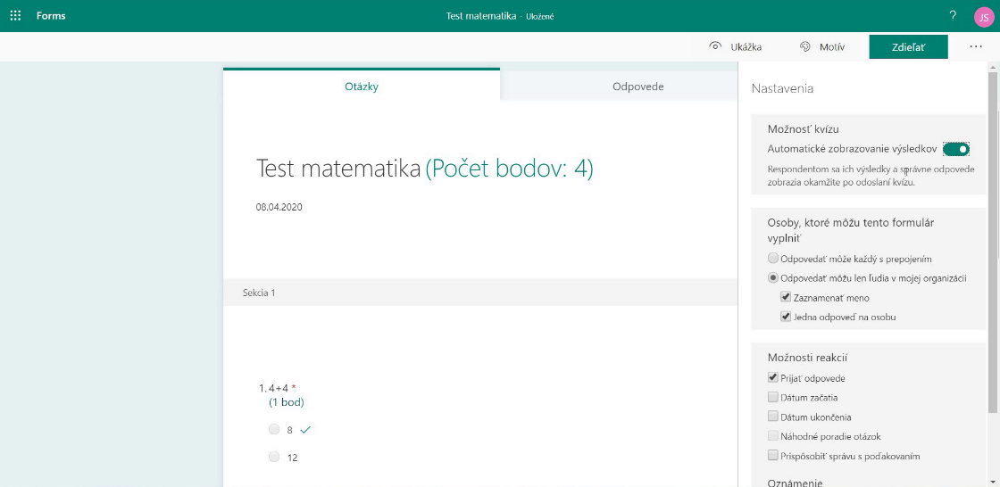 Forms
Test matematika - Uložené
?
JS
Ukážka
Motív
Zdieľať
...
Otázky
Odpovede
Test matematika (Počet bodov: 4)
08.04.2020
Sekcia 1
1. 4+4 *
(1 bod)
8
12
Nastavenia
Možnosť kvízu
Automatické zobrazovanie výsledkov
Respondentom sa ich výsledky a správne odpovede
zobrazia okamžite po odoslaní kvízu.
Osoby, ktoré môžu tento formulár
vyplniť
Odpovedať môže každý s prepojením
Odpovedať môžu len ľudia v mojej organizácii
Zaznamenať meno
Jedna odpoveď na osobu
Možnosti reakcií
Prijať odpovede
Dátum začatia
Dátum ukončenia
Náhodné poradie otázok
Prispôsobiť správu s poďakovaním
Oznámenie